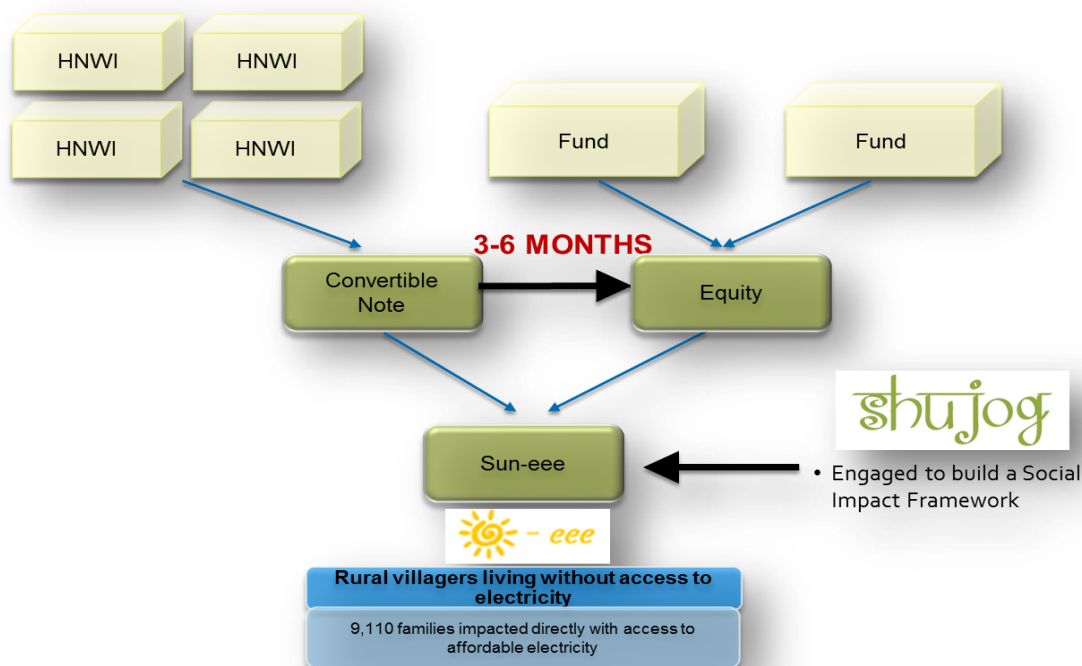 HNWI
HNWI
HNWI
HNWI
Fund
Fund
3-6 MONTHS
Convertible
Note
Equity
shujog
Sun-eee
• Engaged to build a Social
Impact Framework
- eee
Rural villagers living without access to
electricity
9,110 families impacted directly with access to
affordable electricity